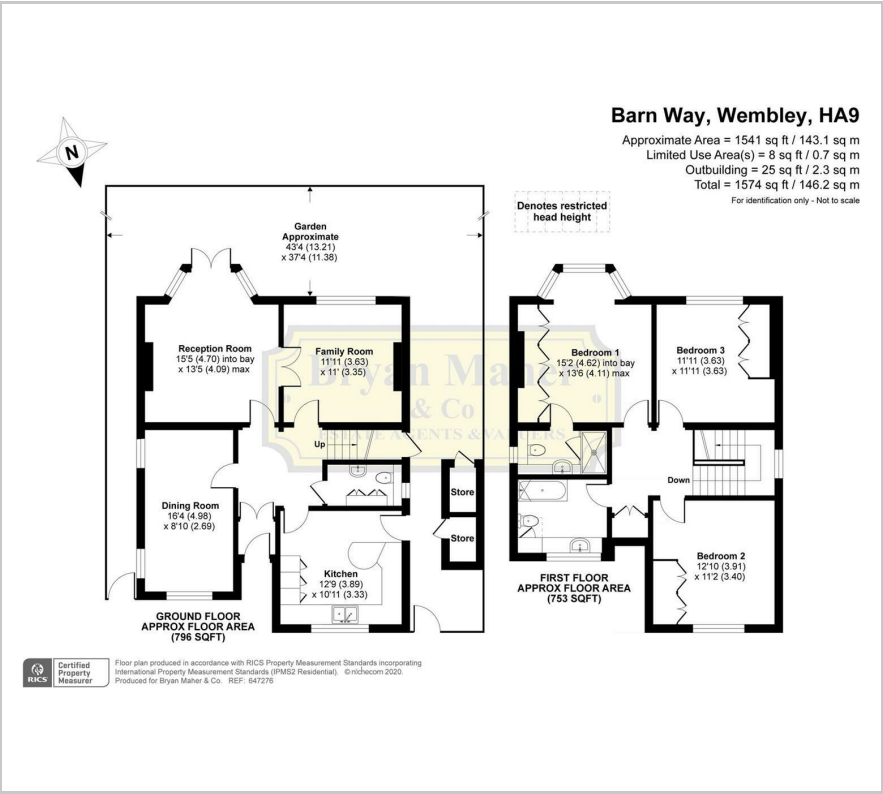 Barn Way, Wembley, HA9
Approximate Area = 1541 sq ft / 143.1 sq m
Limited Use Area(s) = 8 sq ft / 0.7 sq m
Outbuilding = 25 sq ft / 2.3 sq m
Total = 1574 sq ft / 146.2 sq m
For identification only - Not to scale
N
Denotes restricted
head height
Garden
Approximate
43'4 (13.21)
x 37'4 (11.38)
Reception Room
15'5 (4.70) into bay
x 13'5 (4.09) max
Family Room
11'11 (3.63)
x 11' (3.35)
Bedroom 1
15'2 (4.62) into bay
x 13'6 (4.11) max
Bedroom 3
11'11 (3.63)
x 11'11 (3.63)
Bryan Maher
& Co
ESTATE AGENTS & VALUERS
Up
Down
Dining Room
16'4 (4.98)
x 8'10 (2.69)
Store
Store
Kitchen
12'9 (3.89)
x 10'11 (3.33)
Bedroom 2
12'10 (3.91)
x 11'2 (3.40)
GROUND FLOOR
APPROX FLOOR AREA
(796 SQFT)
FIRST FLOOR
APPROX FLOOR AREA
(753 SQFT)
RICS
Certified
Property
Measurer
Floor plan produced in accordance with RICS Property Measurement Standards incorporating
International Property Measurement Standards (IPMS2 Residential). © nichecom 2020.
Produced for Bryan Maher & Co. REF: 647276